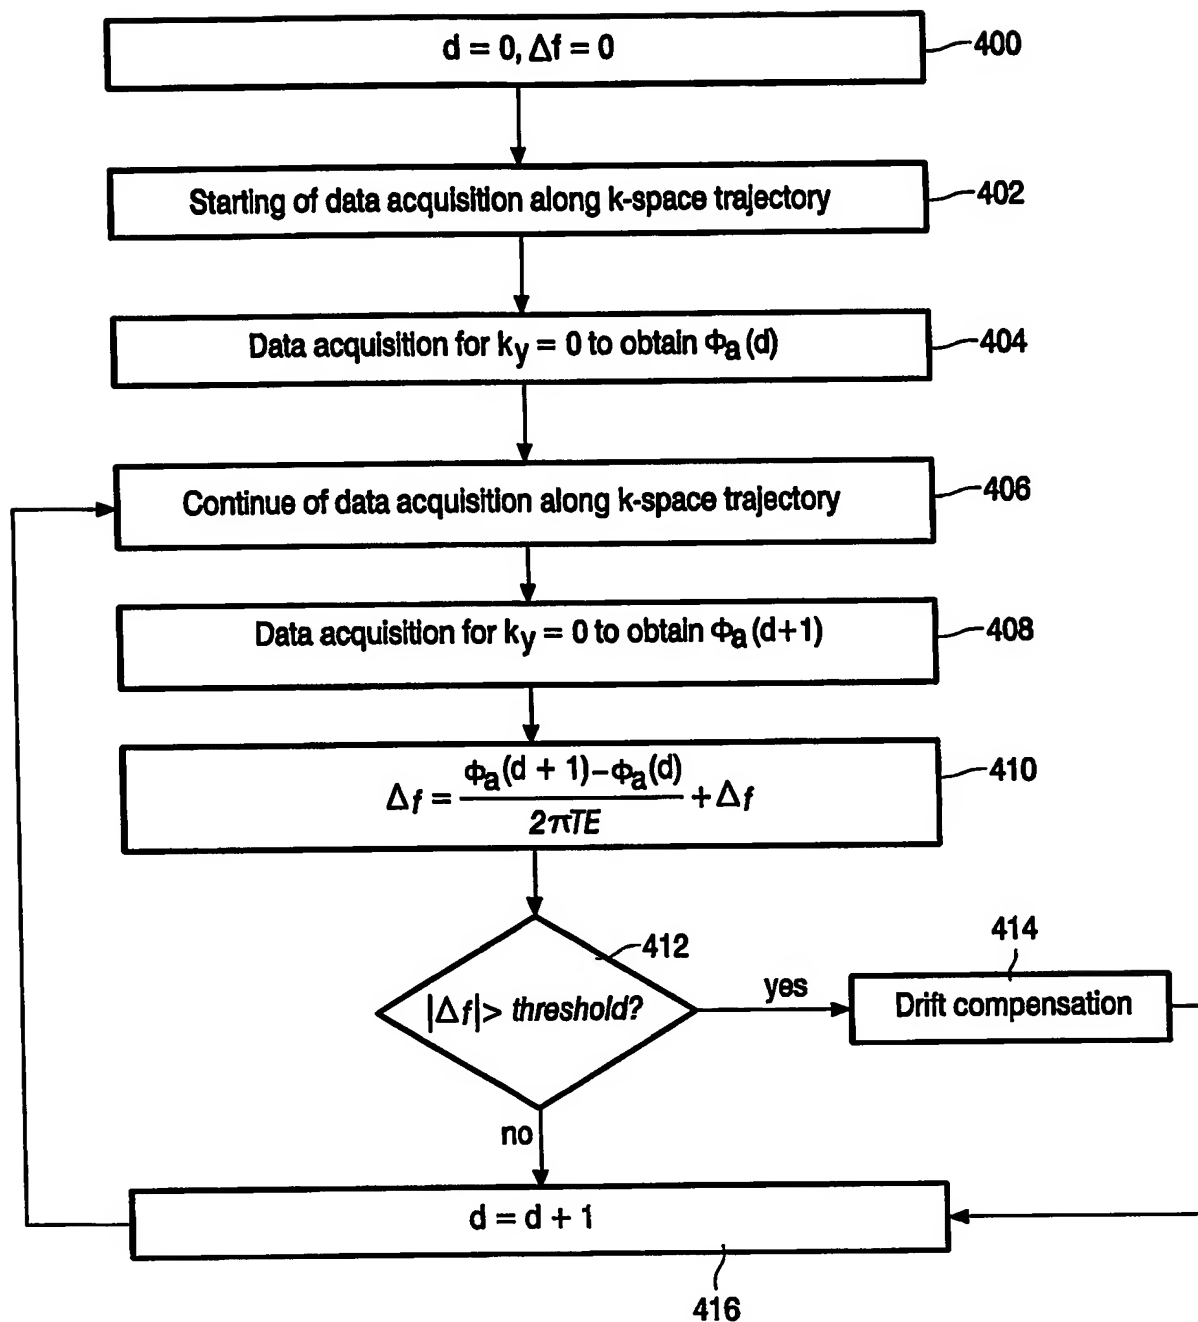 d = 0, Δf = 0
400
Starting of data acquisition along k-space trajectory
402
Data acquisition for ky = 0 to obtain Φa (d)
404
Continue of data acquisition along k-space trajectory
406
Data acquisition for ky = 0 to obtain Φa (d+1)
408
Δf = Φa (d + 1) – Φa (d) / 2πTE + Δf
410
412
|Δf| > threshold?
yes
414
Drift compensation
no
d = d + 1
416